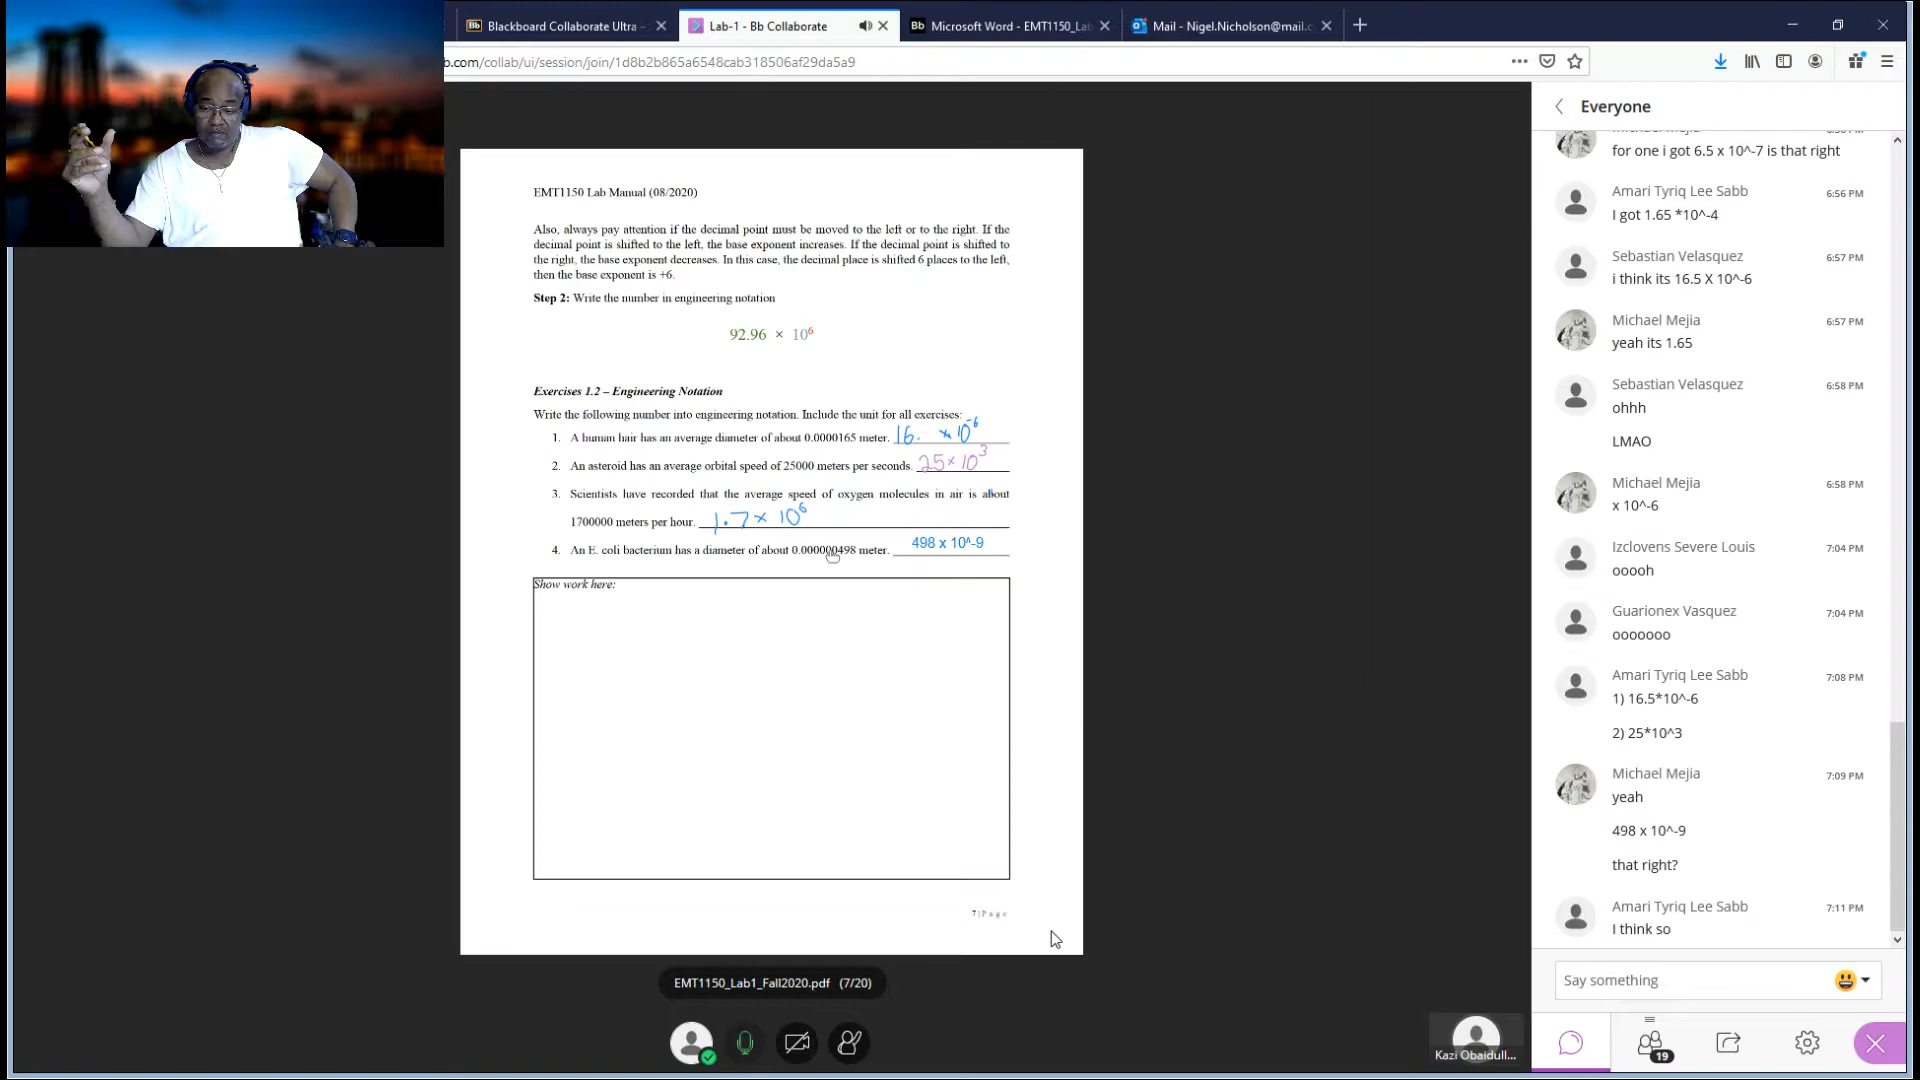 Blackboard Collaborate Ultra -
Lab-1 - Bb Collaborate
Microsoft Word - EMT1150_La
Mail - Nigel.Nicholson@mail.c
b.com/collab/ui/session/join/1d8b2b865a6548cab318506af29da5a9
EMT1150 Lab Manual (08/2020)
Also, always pay attention if the decimal point must be moved to the left or to the right. If the
decimal point is shifted to the left, the base exponent increases. If the decimal point is shifted to
the right, the base exponent decreases. In this case, the decimal place is shifted 6 places to the left,
then the base exponent is +6.
Step 2: Write the number in engineering notation
92.96 × 10⁶
Exercises 1.2 – Engineering Notation
Write the following number into engineering notation. Include the unit for all exercises:
1. A human hair has an average diameter of about 0.0000165 meter. 16. × 10⁻⁶
2. An asteroid has an average orbital speed of 25000 meters per seconds. 25 × 10³
3. Scientists have recorded that the average speed of oxygen molecules in air is about
1700000 meters per hour. 1.7 × 10⁶
4. An E. coli bacterium has a diameter of about 0.000000498 meter. 498 x 10^-9
Show work here:
7 | Page
EMT1150_Lab1_Fall2020.pdf (7/20)
Everyone
for one i got 6.5 x 10^-7 is that right
Amari Tyriq Lee Sabb 6:56 PM
I got 1.65 *10^-4
Sebastian Velasquez 6:57 PM
i think its 16.5 X 10^-6
Michael Mejia 6:57 PM
yeah its 1.65
Sebastian Velasquez 6:58 PM
ohhh
LMAO
Michael Mejia 6:58 PM
x 10^-6
Izclovens Severe Louis 7:04 PM
ooooh
Guarionex Vasquez 7:04 PM
ooooooo
Amari Tyriq Lee Sabb 7:08 PM
1) 16.5*10^-6
2) 25*10^3
Michael Mejia 7:09 PM
yeah
498 x 10^-9
that right?
Amari Tyriq Lee Sabb 7:11 PM
I think so
Say something
Kazi Obaidull...
19